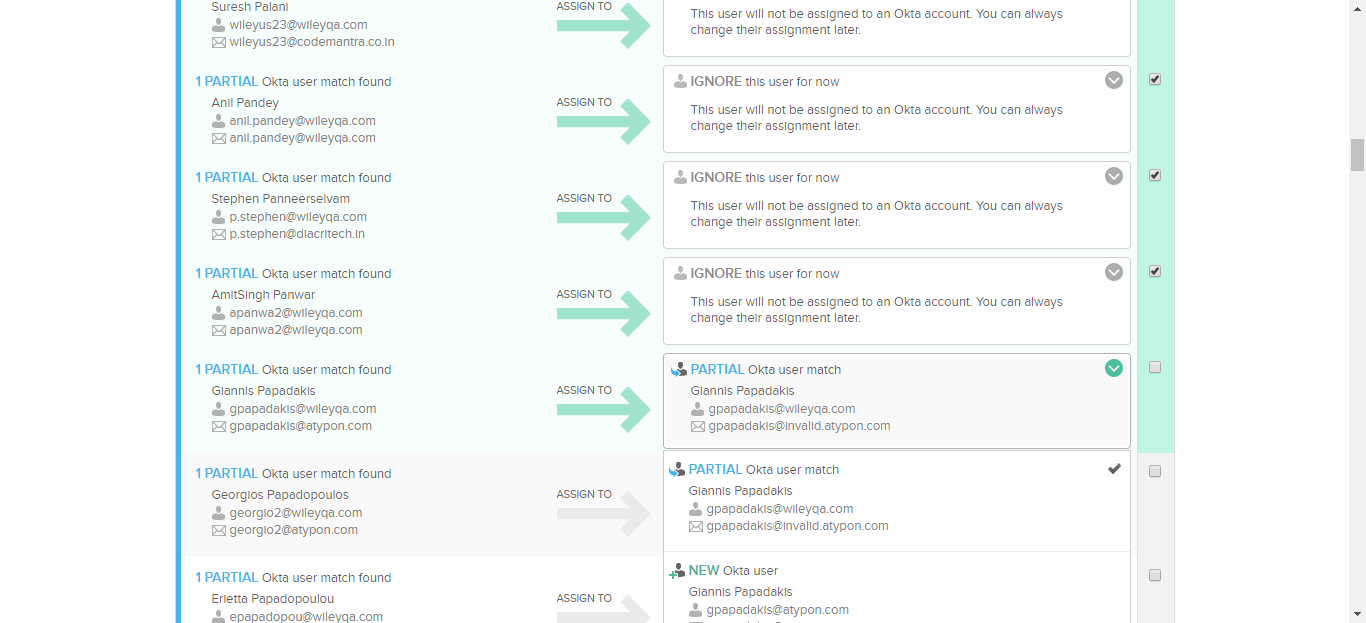 Suresh Palani
wileyus23@wileyqa.com
wileyus23@codemantra.co.in
ASSIGN TO
This user will not be assigned to an Okta account. You can always
change their assignment later.
1 PARTIAL Okta user match found
Anil Pandey
anil.pandey@wileyqa.com
anil.pandey@wileyqa.com
ASSIGN TO
IGNORE this user for now
This user will not be assigned to an Okta account. You can always
change their assignment later.
1 PARTIAL Okta user match found
Stephen Panneerselvam
p.stephen@wileyqa.com
p.stephen@diacritech.in
ASSIGN TO
IGNORE this user for now
This user will not be assigned to an Okta account. You can always
change their assignment later.
1 PARTIAL Okta user match found
AmitSingh Panwar
apanwa2@wileyqa.com
apanwa2@wileyqa.com
ASSIGN TO
IGNORE this user for now
This user will not be assigned to an Okta account. You can always
change their assignment later.
1 PARTIAL Okta user match found
Giannis Papadakis
gpapadakis@wileyqa.com
gpapadakis@atypon.com
ASSIGN TO
PARTIAL Okta user match
Giannis Papadakis
gpapadakis@wileyqa.com
gpapadakis@invalid.atypon.com
1 PARTIAL Okta user match found
Georgios Papadopoulos
georgio2@wileyqa.com
georgio2@atypon.com
ASSIGN TO
PARTIAL Okta user match
Giannis Papadakis
gpapadakis@wileyqa.com
gpapadakis@invalid.atypon.com
1 PARTIAL Okta user match found
Erietta Papadopoulou
epapadopou@wileyqa.com
ASSIGN TO
NEW Okta user
Giannis Papadakis
gpapadakis@atypon.com